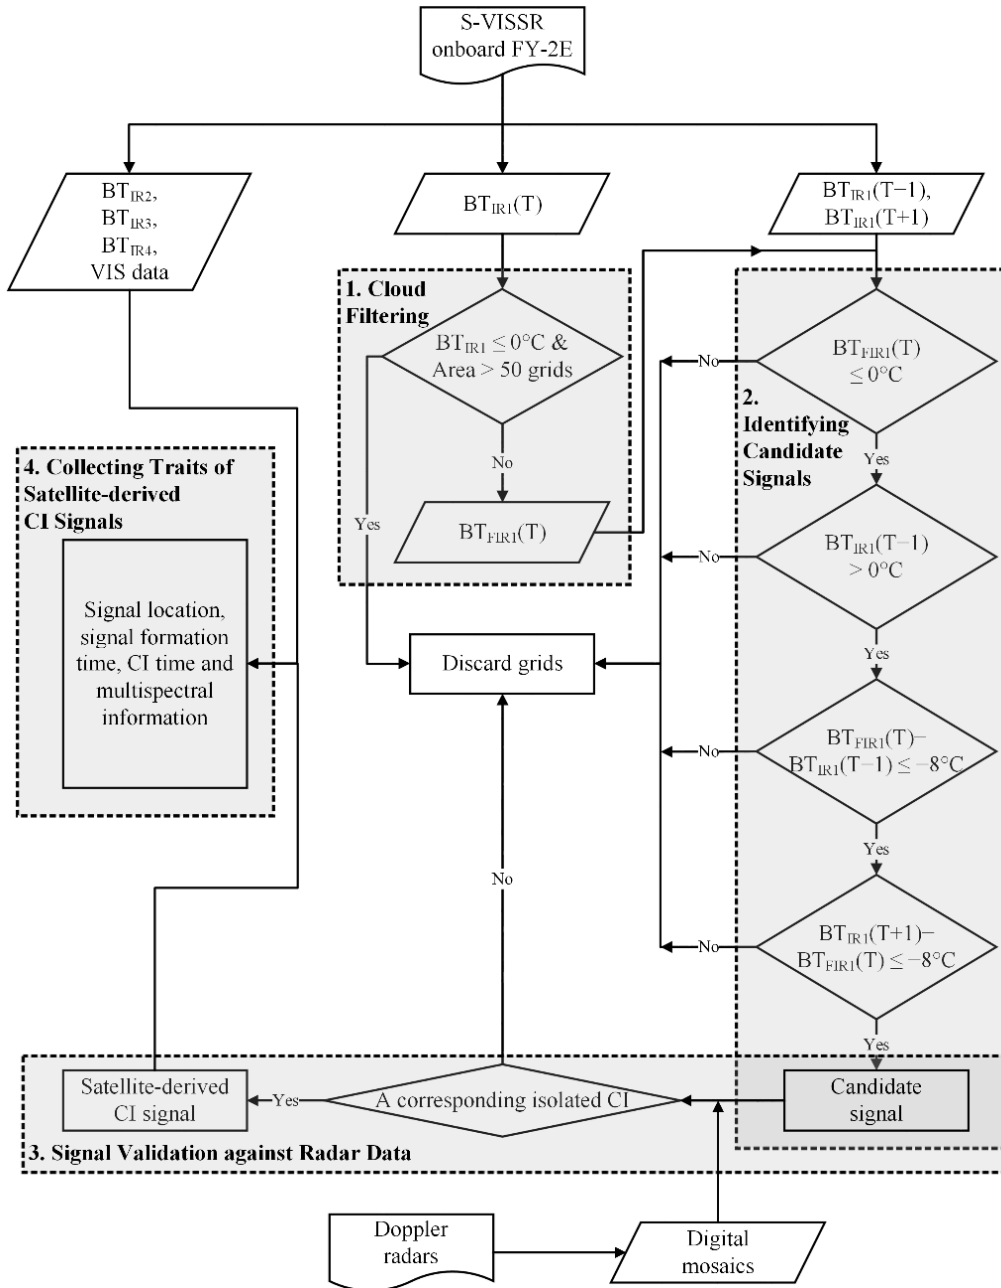 S-VISSR
onboard FY-2E
BT_IR2,
BT_IR3,
BT_IR4,
VIS data
BT_IR1(T)
BT_IR1(T−1),
BT_IR1(T+1)
1. Cloud
Filtering
BT_IR1 ≤ 0°C &
Area > 50 grids
No
Yes
BT_FIR1(T)
2.
Identifying
Candidate
Signals
BT_FIR1(T)
≤ 0°C
No
Yes
BT_IR1(T−1)
> 0°C
No
Yes
BT_FIR1(T)−
BT_IR1(T−1) ≤ −8°C
No
Yes
BT_IR1(T+1)−
BT_FIR1(T) ≤ −8°C
No
Yes
Discard grids
4. Collecting Traits of
Satellite-derived
CI Signals
Signal location,
signal formation
time, CI time and
multispectral
information
No
Satellite-derived
CI signal
Yes
A corresponding isolated CI
Candidate
signal
3. Signal Validation against Radar Data
Doppler
radars
Digital
mosaics